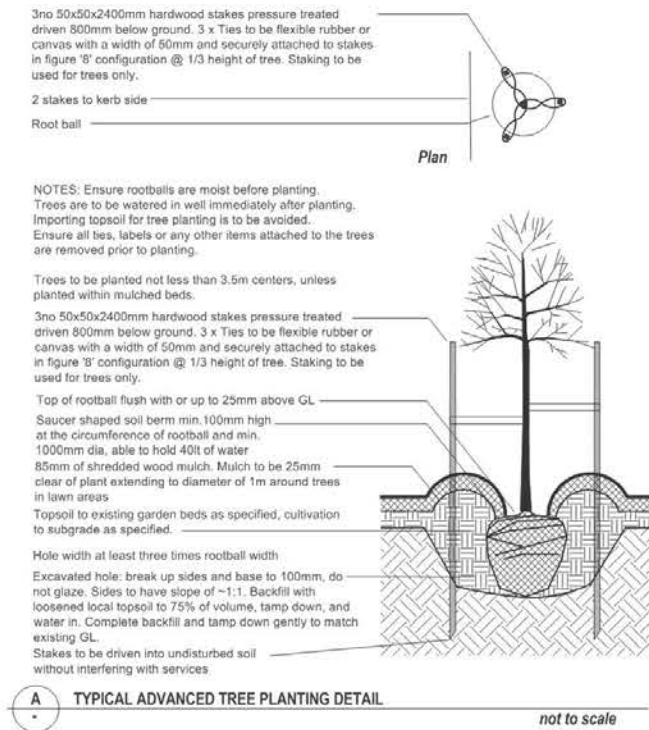 3no 50x50x2400mm hardwood stakes pressure treated
driven 800mm below ground. 3 x Ties to be flexible rubber or
canvas with a width of 50mm and securely attached to stakes
in figure '8' configuration @ 1/3 height of tree. Staking to be
used for trees only.
2 stakes to kerb side
Root ball
Plan
NOTES: Ensure rootballs are moist before planting.
Trees are to be watered in well immediately after planting.
Importing topsoil for tree planting is to be avoided.
Ensure all ties, labels or any other items attached to the trees
are removed prior to planting.
Trees to be planted not less than 3.5m centers, unless
planted within mulched beds.
3no 50x50x2400mm hardwood stakes pressure treated
driven 800mm below ground. 3 x Ties to be flexible rubber or
canvas with a width of 50mm and securely attached to stakes
in figure '8' configuration @ 1/3 height of tree. Staking to be
used for trees only.
Top of rootball flush with or up to 25mm above GL
Saucer shaped soil berm min.100mm high
at the circumference of rootball and min.
1000mm dia, able to hold 40lt of water
85mm of shredded wood mulch. Mulch to be 25mm
clear of plant extending to diameter of 1m around trees
in lawn areas
Topsoil to existing garden beds as specified, cultivation
to subgrade as specified.
Hole width at least three times rootball width
Excavated hole: break up sides and base to 100mm, do
not glaze. Sides to have slope of ~1:1. Backfill with
loosened local topsoil to 75% of volume, tamp down, and
water in. Complete backfill and tamp down gently to match
existing GL.
Stakes to be driven into undisturbed soil
without interfering with services
A
-
TYPICAL ADVANCED TREE PLANTING DETAIL
not to scale